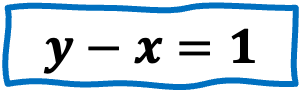 y − x = 1